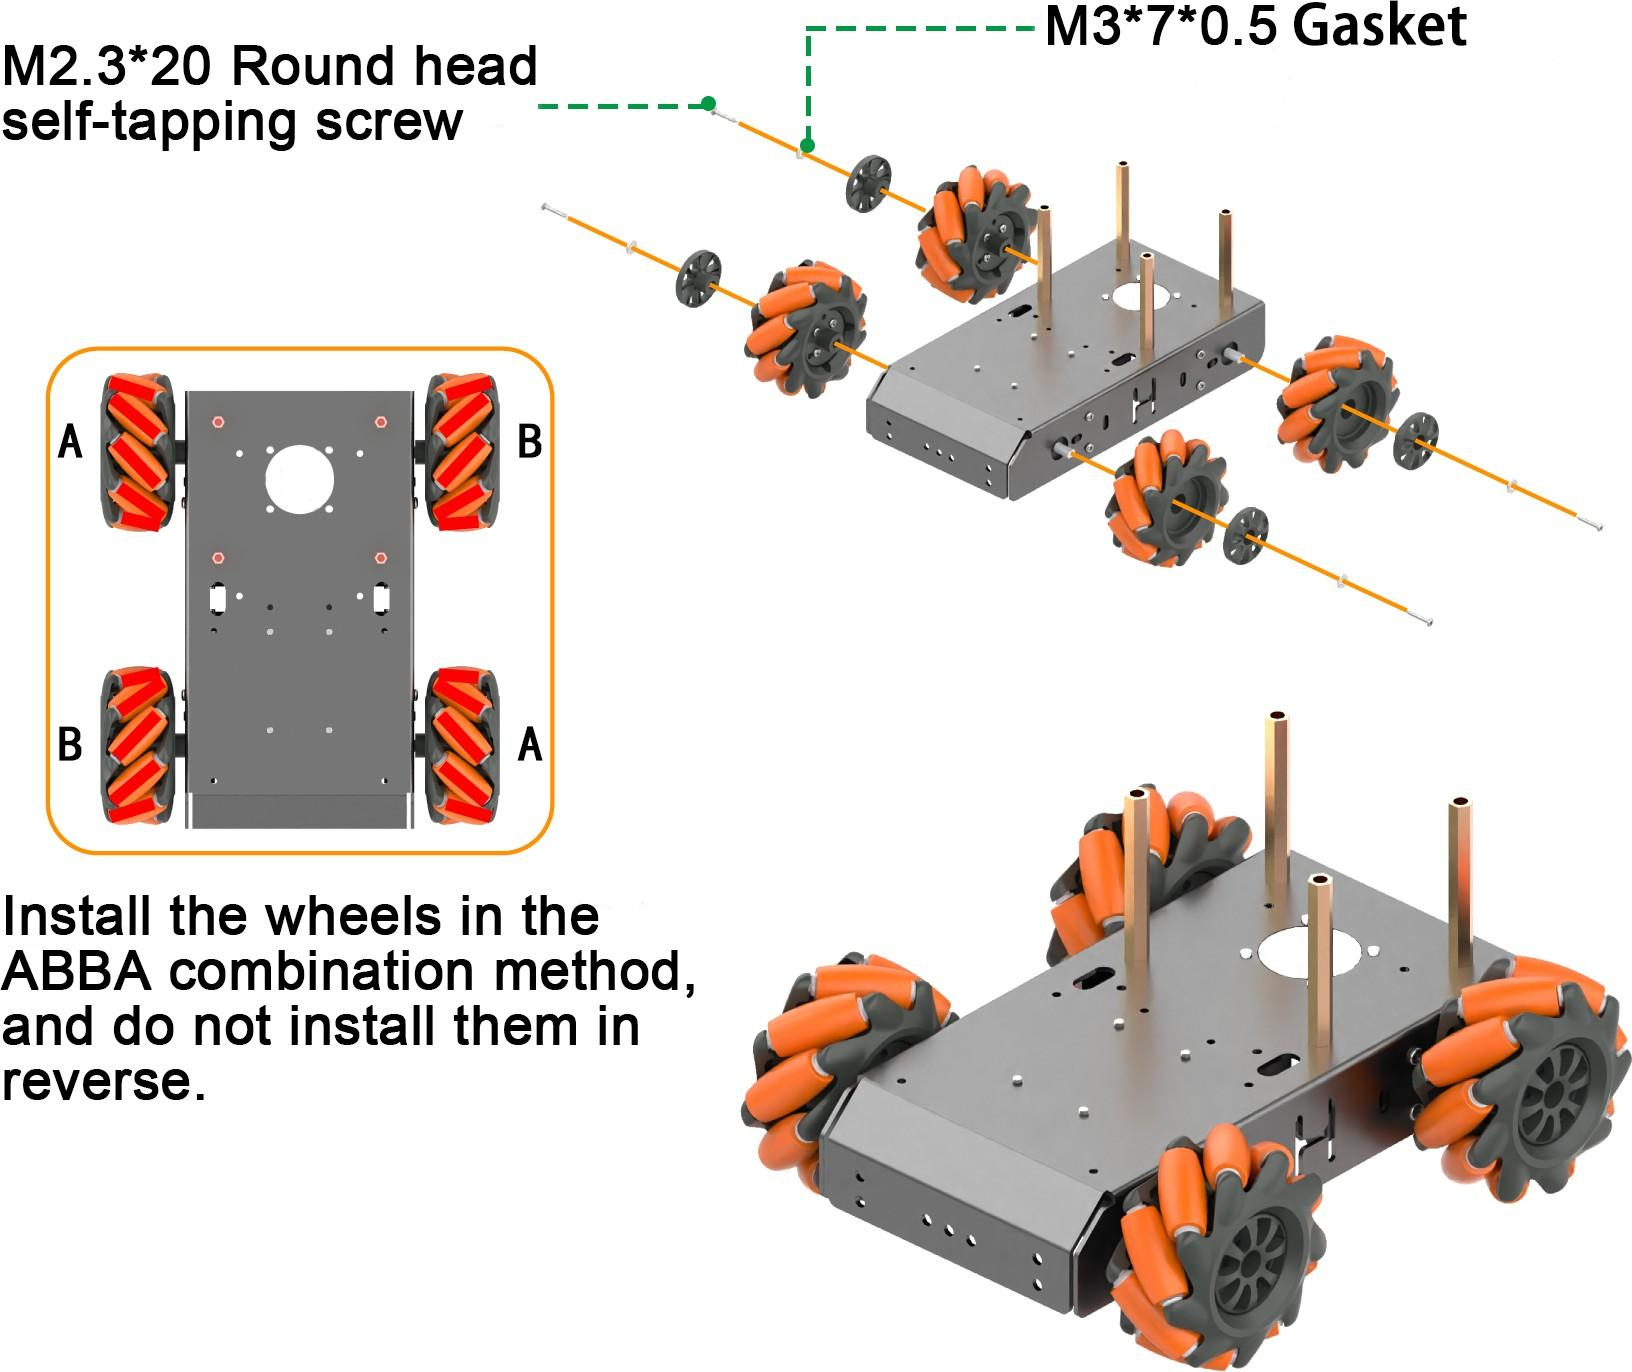 M3*7*0.5 Gasket
M2.3*20 Round head
self-tapping screw
A
B
B
A
Install the wheels in the
ABBA combination method,
and do not install them in
reverse.